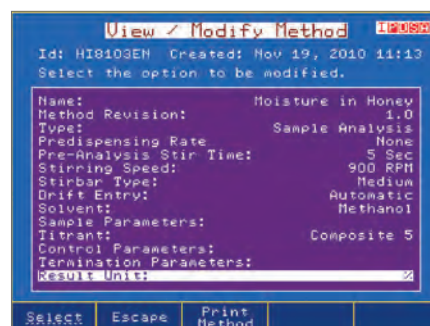 View / Modify Method
Id: HI8103EN Created: Nov 19, 2010 11:13
Select the option to be modified.
Name: Moisture in Honey
Method Revision: 1.0
Type: Sample Analysis
Predispensing Rate None
Pre-Analysis Stir Time: 5 Sec
Stirring Speed: 900 RPM
Stirbar Type: Medium
Drift Entry: Automatic
Solvent: Methanol
Sample Parameters:
Titrant: Composite 5
Control Parameters:
Termination Parameters:
Result Unit: %
Select Escape Print
Method